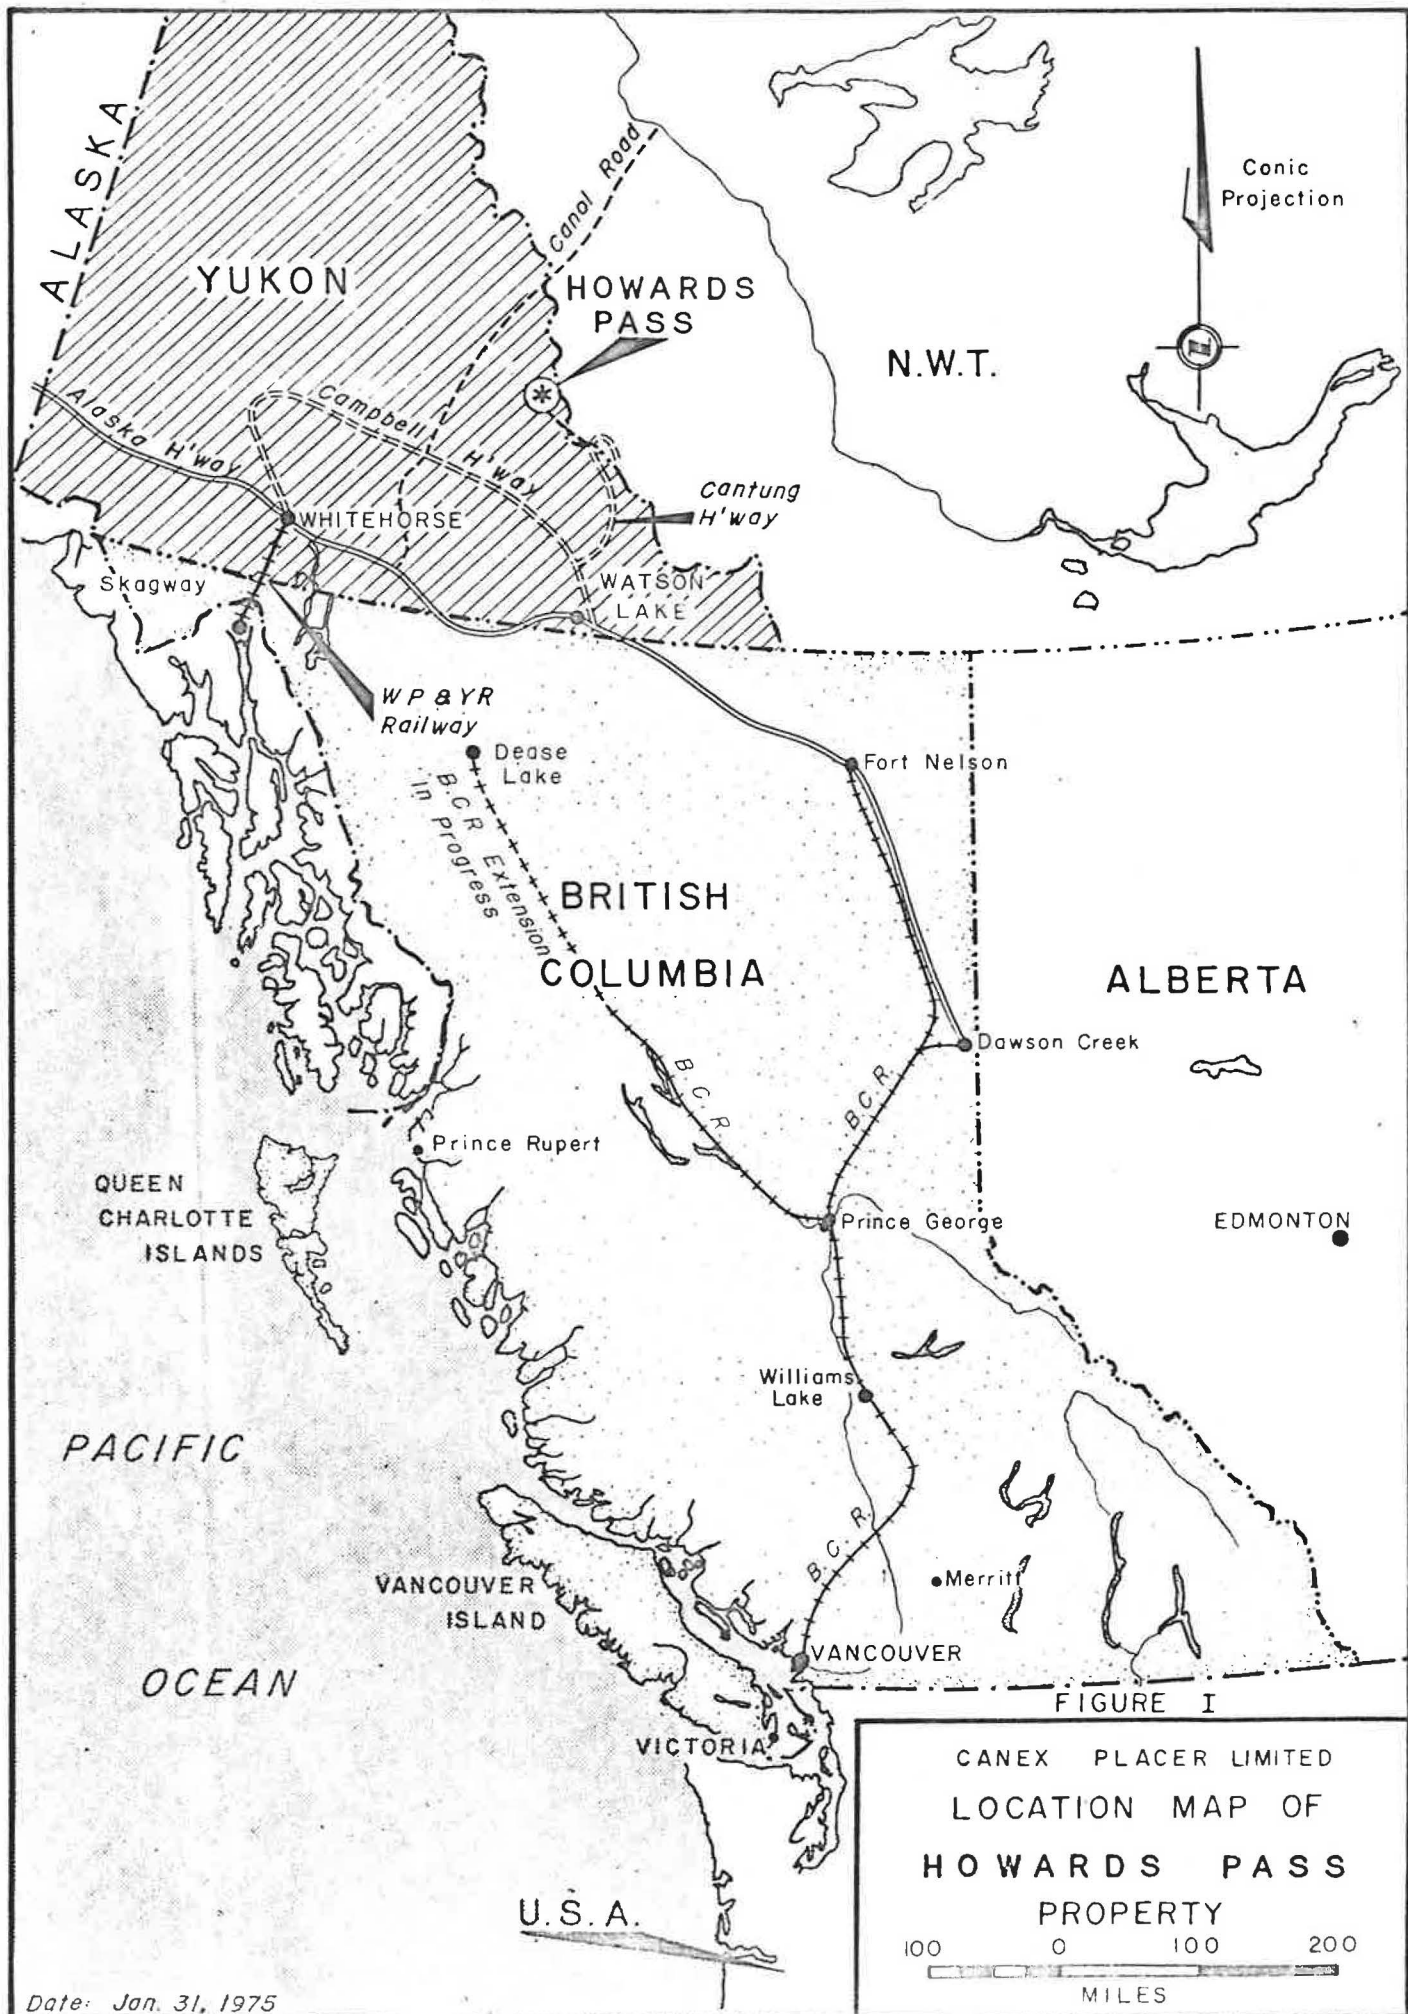 ALASKA
YUKON
Canol Road
HOWARDS
PASS
Conic
Projection
N.W.T.
Alaska H'way
Campbell H'way
Cantung
H'way
WHITEHORSE
Skagway
WATSON
LAKE
WP & YR
Railway
Dease
Lake
B.C.R Extension
In Progress
Fort Nelson
BRITISH
COLUMBIA
ALBERTA
Dawson Creek
B.C.R
B.C.R.
Prince Rupert
QUEEN
CHARLOTTE
ISLANDS
Prince George
EDMONTON
Williams
Lake
PACIFIC
OCEAN
B.C.R.
Merritt
VANCOUVER
ISLAND
VANCOUVER
VICTORIA
U.S.A.
FIGURE I
CANEX PLACER LIMITED
LOCATION MAP OF
HOWARDS PASS
PROPERTY
100 0 100 200
MILES
Date: Jan. 31, 1975